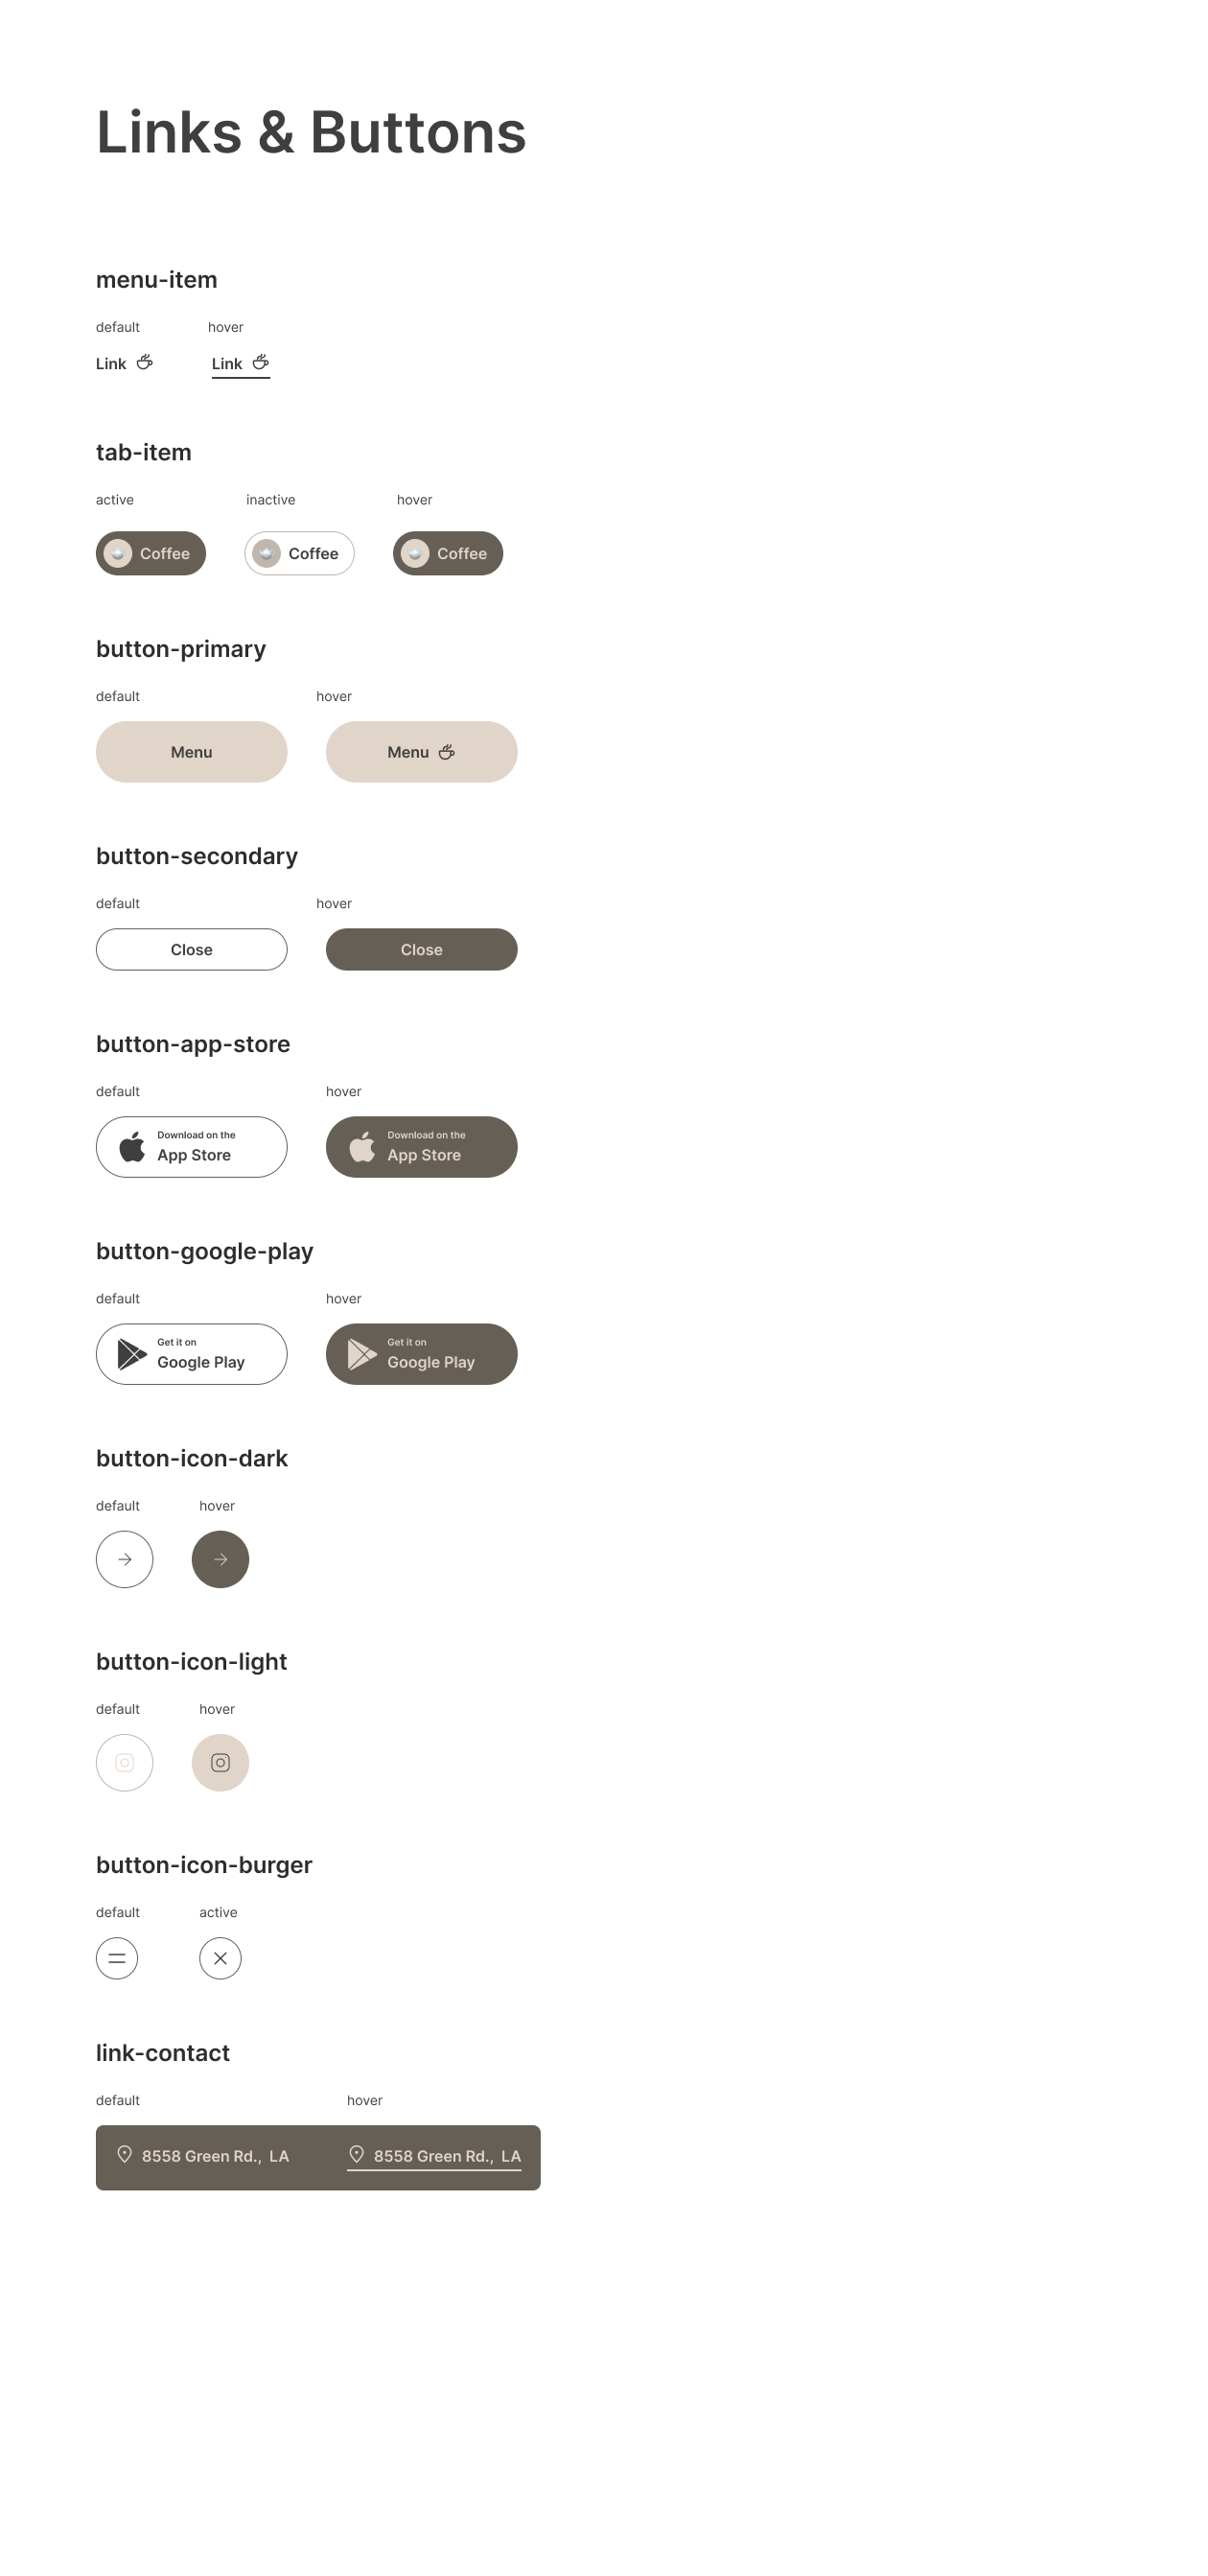 Links & Buttons
menu-item
default hover
Link Link
tab-item
active inactive hover
Coffee Coffee Coffee
button-primary
default hover
Menu Menu
button-secondary
default hover
Close Close
button-app-store
default hover
Download on the Download on the
App Store App Store
button-google-play
default hover
Get it on Get it on
Google Play Google Play
button-icon-dark
default hover
button-icon-light
default hover
button-icon-burger
default active
link-contact
default hover
8558 Green Rd., LA 8558 Green Rd., LA